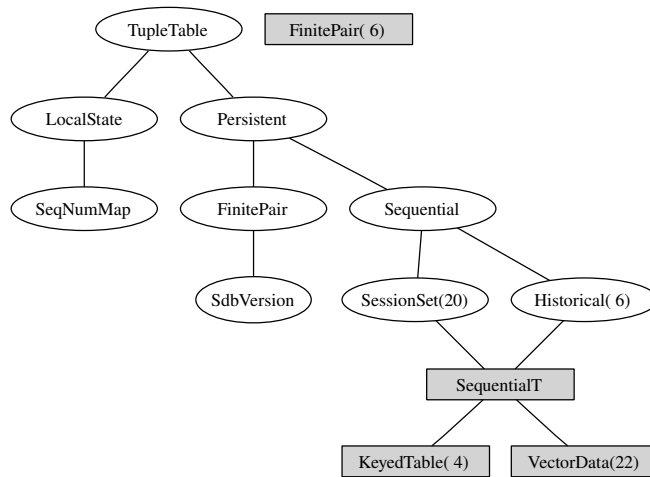 TupleTable
FinitePair( 6)
LocalState
Persistent
SeqNumMap
FinitePair
Sequential
SdbVersion
SessionSet(20)
Historical( 6)
SequentialT
KeyedTable( 4)
VectorData(22)